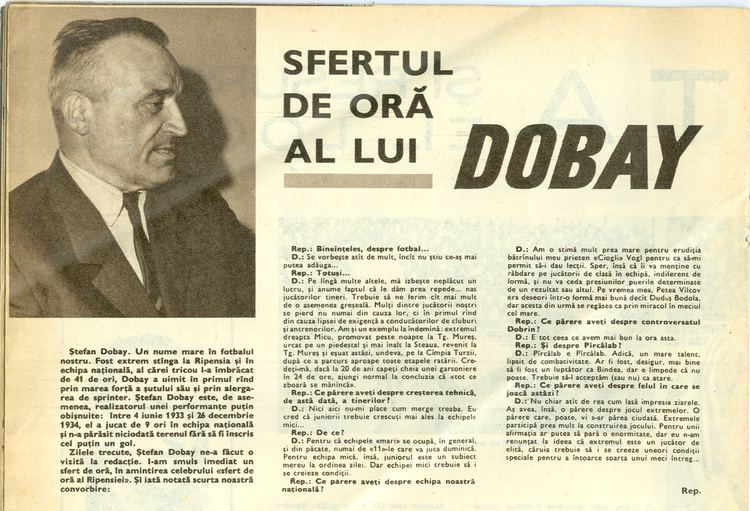 SFERTUL
DE ORĂ
AL LUI
DOBAY
Ștefan Dobay. Un nume mare în fotbalul
nostru. Fost extrem stînga la Ripensia și în
echipa națională, al cărei tricou l-a îmbrăcat
de 41 de ori, Dobay a uimit în primul rînd
prin marea forță a șutului său și prin alerga-
rea de sprinter. Ștefan Dobay este, de ase-
menea, realizatorul unei performanțe puțin
obișnuite: între 4 iunie 1933 și 26 decembrie
1934, el a jucat de 9 ori în echipa națională
și n-a părăsit niciodată terenul fără să fi înscris
cel puțin un gol.
Zilele trecute, Ștefan Dobay ne-a făcut o
vizită la redacție. I-am smuls imediat un
sfert de oră, în amintirea celebrului «sfert de
oră al Ripensiei». Și iată notată scurta noastră
convorbire:
Rep.: Bineînțeles, despre fotbal...
D.: Se vorbește atît de mult, încît nu știu ce-aș mai
putea adăuga...
Rep.: Totuși...
D.: Pe lîngă multe altele, mă izbește neplăcut un
lucru, și anume faptul că le dăm prea repede... nas
jucătorilor tineri. Trebuie să ne ferim cît mai mult
de o asemenea greșeală. Mulți dintre jucătorii noștri
se pierd nu numai din cauza lor, ci în primul rînd
din cauza lipsei de exigență a conducătorilor de cluburi
și antrenorilor. Am și un exemplu la îndemînă: extremul
dreapta Micu, promovat peste noapte la Tg. Mureș,
urcat pe un piedestal și mai înalt la Steaua, revenit la
Tg. Mureș și eșuat astăzi, undeva, pe la Cîmpia Turzii,
după ce a parcurs aproape toate etapele ratării. Cre-
deți-mă, dacă la 20 de ani capeți cheia unei garsoniere
în 24 de ore, ajungi normal la concluzia că «tot ce
zboară se mănîncă».
Rep.: Ce părere aveți despre creșterea tehnică,
de astă dată, a tinerilor?
D.: Nici aici nu-mi place cum merge treaba. Eu
cred că juniorii trebuie crescuți mai ales în echipele
mici...
Rep.: De ce?
D.: Pentru că echipele «mari» se ocupă, în general,
și din păcate, numai de «11»-le care va juca duminică.
Pentru echipa mică, însă, juniorul este un subiect
mereu la ordinea zilei. Dar echipei mici trebuie să i
se creieze condiții.
Rep.: Ce părere aveți despre echipa noastră
națională?
D.: Am o stimă mult prea mare pentru erudiția
bătrînului meu prieten «Cioglă» Vogl pentru ca să-mi
permit să-i dau lecții. Sper, însă că îi va menține cu
răbdare pe jucătorii de clasă în echipă, indiferent de
formă, și nu va ceda presiunilor puerile determinate
de un rezultat sau altul. Pe vremea mea, Petea Vîlcov
era deseori într-o formă mai bună decît Duduș Bodola,
dar acesta din urmă se regăsea ca prin miracol în meciul
cel mare.
Rep.: Ce părere aveți despre controversatul
Dobrin?
D.: E tot ceea ce avem mai bun la ora asta.
Rep.: Și despre Pîrcălab?
D.: Pîrcălab e Pîrcălab. Adică, un mare talent,
lipsit de combativitate. Ar fi fost, desigur, mai bine
să fi fost un luptător ca Bindea, dar e limpede că nu
poate. Trebuie să-l acceptăm (sau nu) ca atare.
Rep.: Ce părere aveți despre felul în care se
joacă astăzi?
D.: Nu chiar atît de rea cum lasă impresia ziarele.
Aș avea, însă, o părere despre jocul extremelor. O
părere care, poate, vi s-ar părea ciudată. Extremele
participă prea mult la construirea jocului. Pentru unii
afirmația ar putea să pară o enormitate, dar eu n-am
renunțat la ideea că extremul este un jucător de
elită, căruia trebuie să i se creeze uneori condiții
speciale pentru a întoarce soarta unui meci întreg...
Rep.